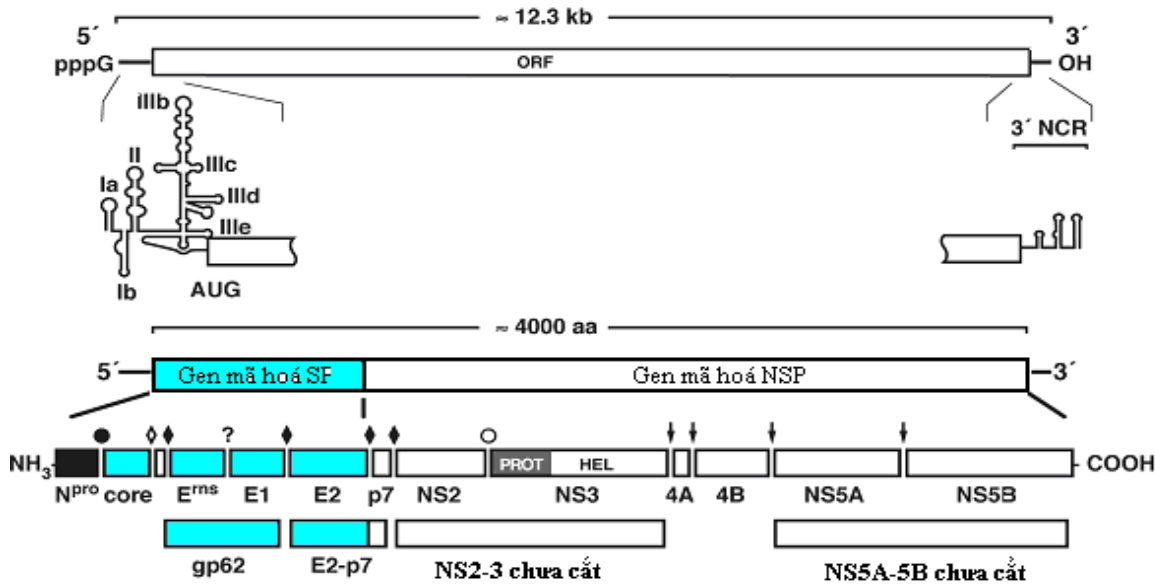 ≈ 12.3 kb
5´ 3´
pppG ORF OH
IIIb
3´ NCR
II IIIc
Ia IIId
IIIe
Ib AUG
≈ 4000 aa
5´ Gen mã hoá SP Gen mã hoá NSP 3´
?
NH3 PROT HEL COOH
Npro core Erns E1 E2 p7 NS2 NS3 4A 4B NS5A NS5B
gp62 E2-p7 NS2-3 chưa cắt NS5A-5B chưa cắt